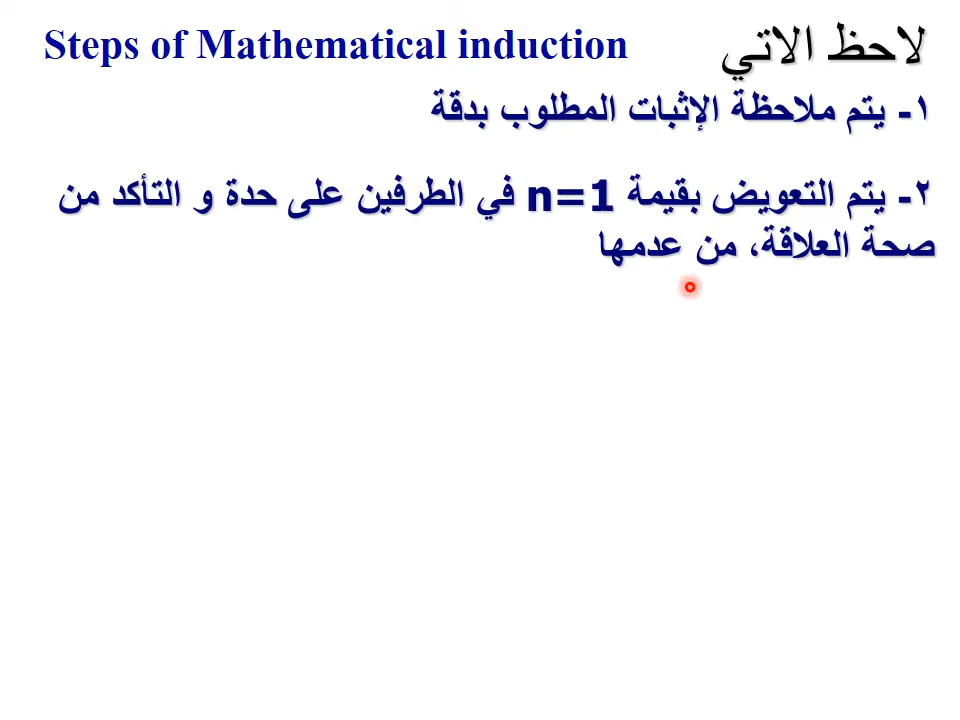 Steps of Mathematical induction
لاحظ الاتي
١- يتم ملاحظة الإثبات المطلوب بدقة
٢- يتم التعويض بقيمة n=1 في الطرفين على حدة و التأكد من
صحة العلاقة، من عدمها